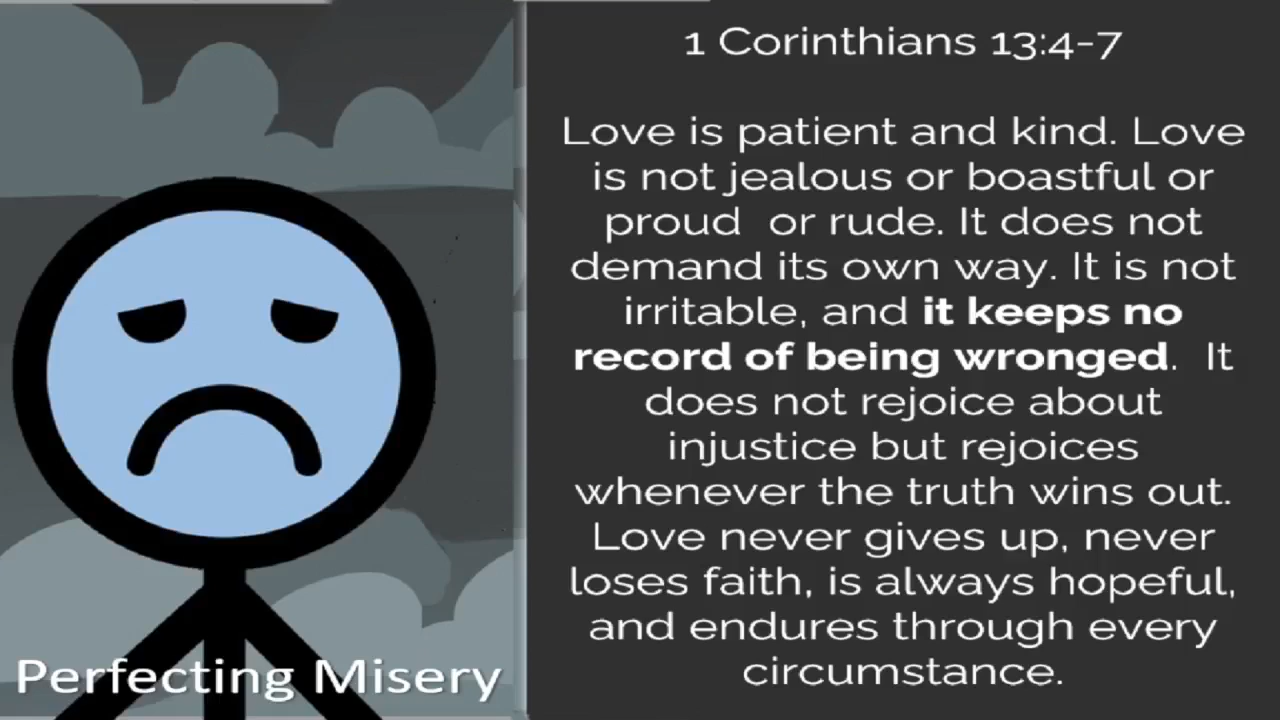 1 Corinthians 13:4-7
Love is patient and kind. Love
is not jealous or boastful or
proud  or rude. It does not
demand its own way. It is not
irritable, and it keeps no
record of being wronged.  It
does not rejoice about
injustice but rejoices
whenever the truth wins out.
Love never gives up, never
loses faith, is always hopeful,
and endures through every
circumstance.
Perfecting Misery